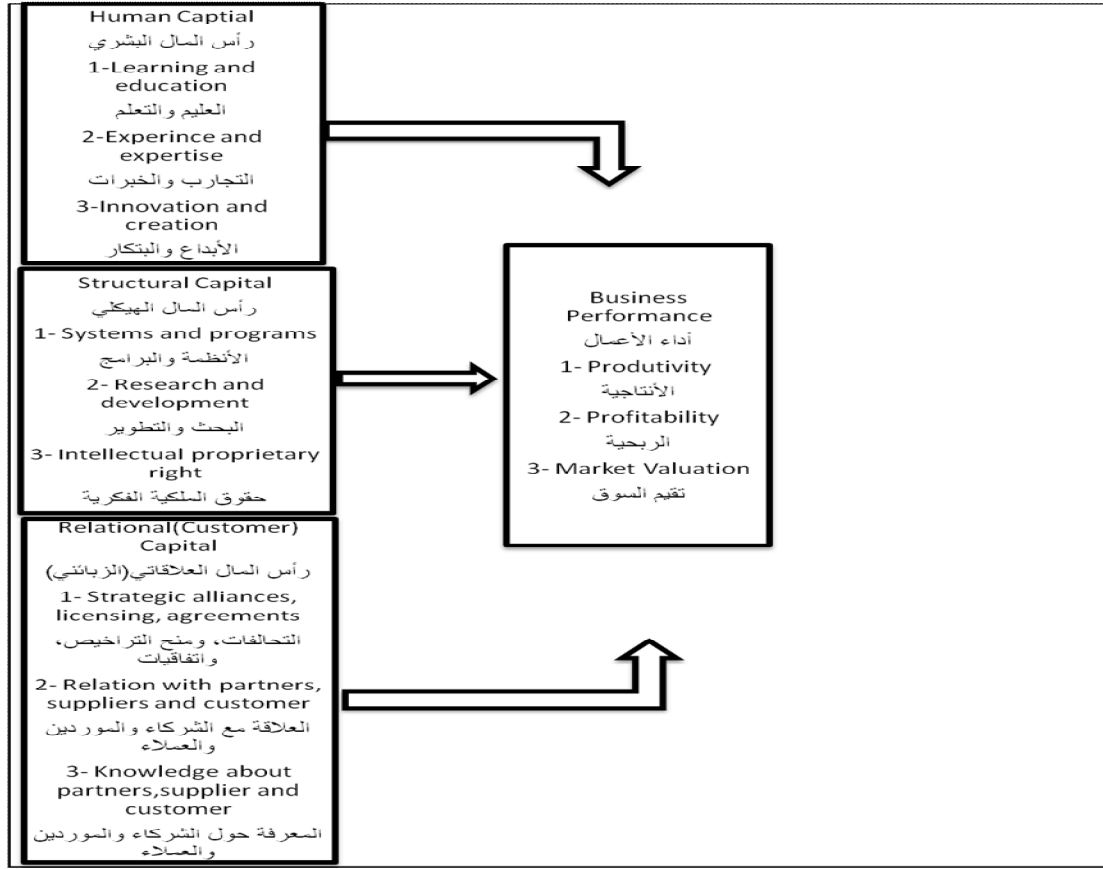 Human Captial
رأس المال البشري
1-Learning and
education
العليم والتعلم
2-Experince and
expertise
التجارب والخبرات
3-Innovation and
creation
الأبداع والبتكار
Structural Capital
رأس المال الهيكلي
1- Systems and programs
الأنظمة والبرامج
2- Research and
development
البحث والتطوير
3- Intellectual proprietary
right
حقوق الملكية الفكرية
Relational(Customer)
Capital
رأس المال العلاقاتي(الزبائني)
1- Strategic alliances,
licensing, agreements
التحالفات، ومنح التراخيص،
واتفاقيات
2- Relation with partners,
suppliers and customer
العلاقة مع الشركاء والموردين
والعملاء
3- Knowledge about
partners,supplier and
customer
المعرفة حول الشركاء والموردين
والعملاء
Business
Performance
أداء الأعمال
1- Produtivity
الأنتاجية
2- Profitability
الربحية
3- Market Valuation
تقيم السوق